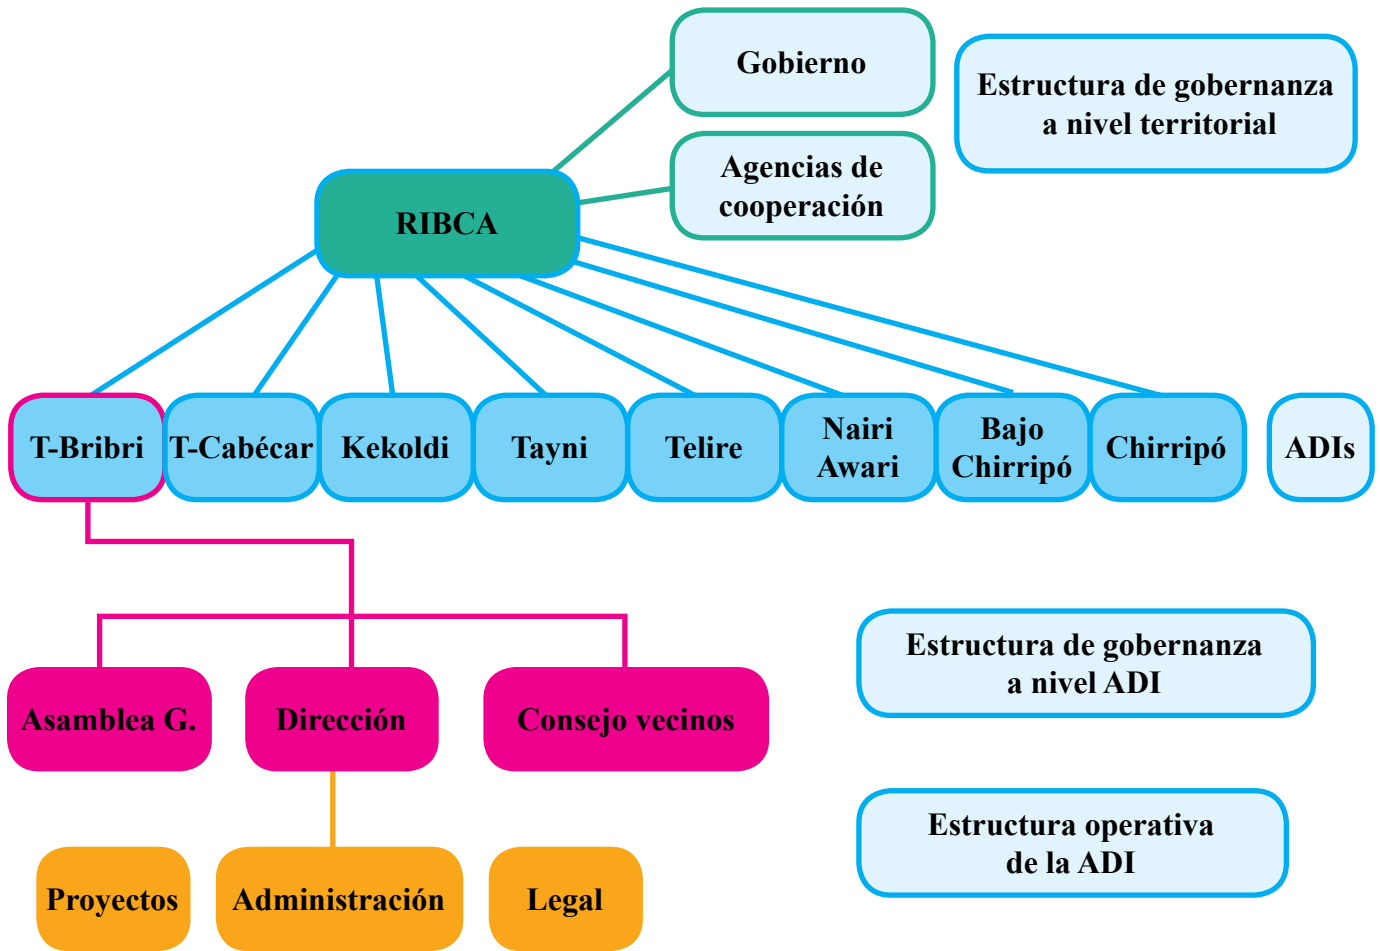 Gobierno
Estructura de gobernanza
a nivel territorial
Agencias de
cooperación
RIBCA
T-Bribri
T-Cabécar
Kekoldi
Tayni
Telire
Nairi
Awari
Bajo
Chirripó
Chirripó
ADIs
Estructura de gobernanza
a nivel ADI
Asamblea G.
Dirección
Consejo vecinos
Estructura operativa
de la ADI
Proyectos
Administración
Legal